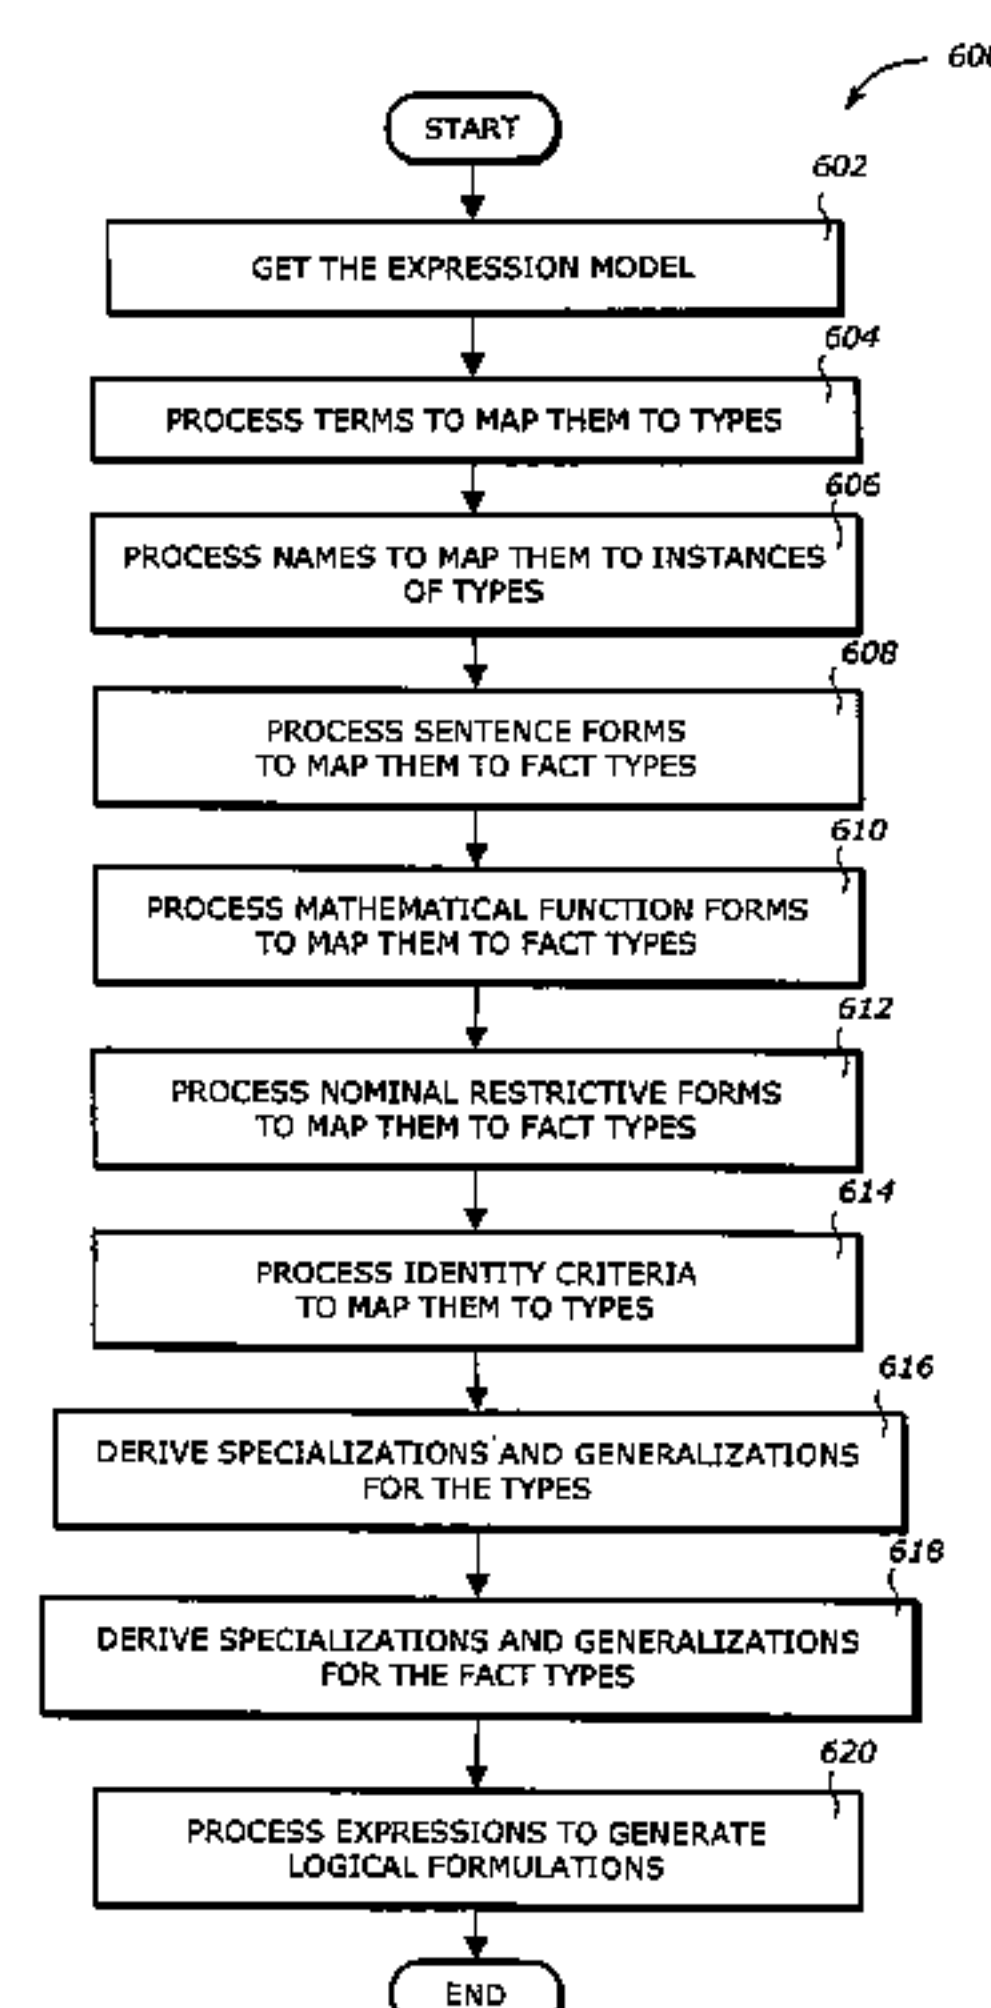 START
602
GET THE EXPRESSION MODEL
604
PROCESS TERMS TO MAP THEM TO TYPES
606
PROCESS NAMES TO MAP THEM TO INSTANCES
OF TYPES
608
PROCESS SENTENCE FORMS
TO MAP THEM TO FACT TYPES
610
PROCESS MATHEMATICAL FUNCTION FORMS
TO MAP THEM TO FACT TYPES
612
PROCESS NOMINAL RESTRICTIVE FORMS
TO MAP THEM TO FACT TYPES
614
PROCESS IDENTITY CRITERIA
TO MAP THEM TO TYPES
616
DERIVE SPECIALIZATIONS AND GENERALIZATIONS
FOR THE TYPES
618
DERIVE SPECIALIZATIONS AND GENERALIZATIONS
FOR THE FACT TYPES
620
PROCESS EXPRESSIONS TO GENERATE
LOGICAL FORMULATIONS
END